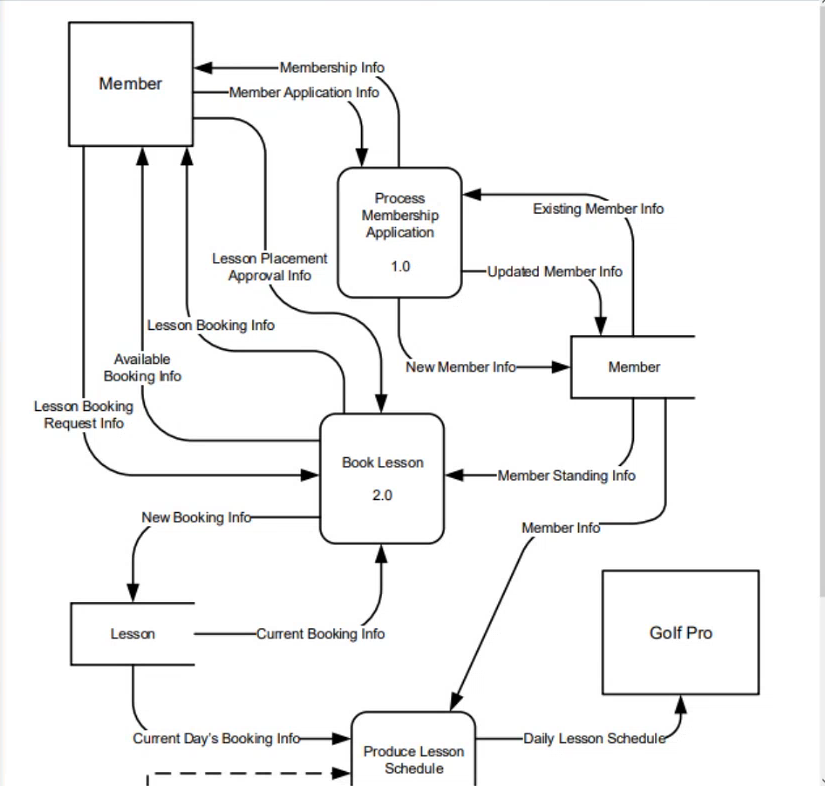 Membership Info
Member
Member Application Info
Process
Membership
Application
1.0
Existing Member Info
Lesson Placement
Approval Info
Updated Member Info
Lesson Booking Info
Available
Booking Info
New Member Info
Member
Lesson Booking
Request Info
Book Lesson
2.0
Member Standing Info
New Booking Info
Member Info
Lesson
Current Booking Info
Golf Pro
Current Day's Booking Info
Produce Lesson
Schedule
Daily Lesson Schedule